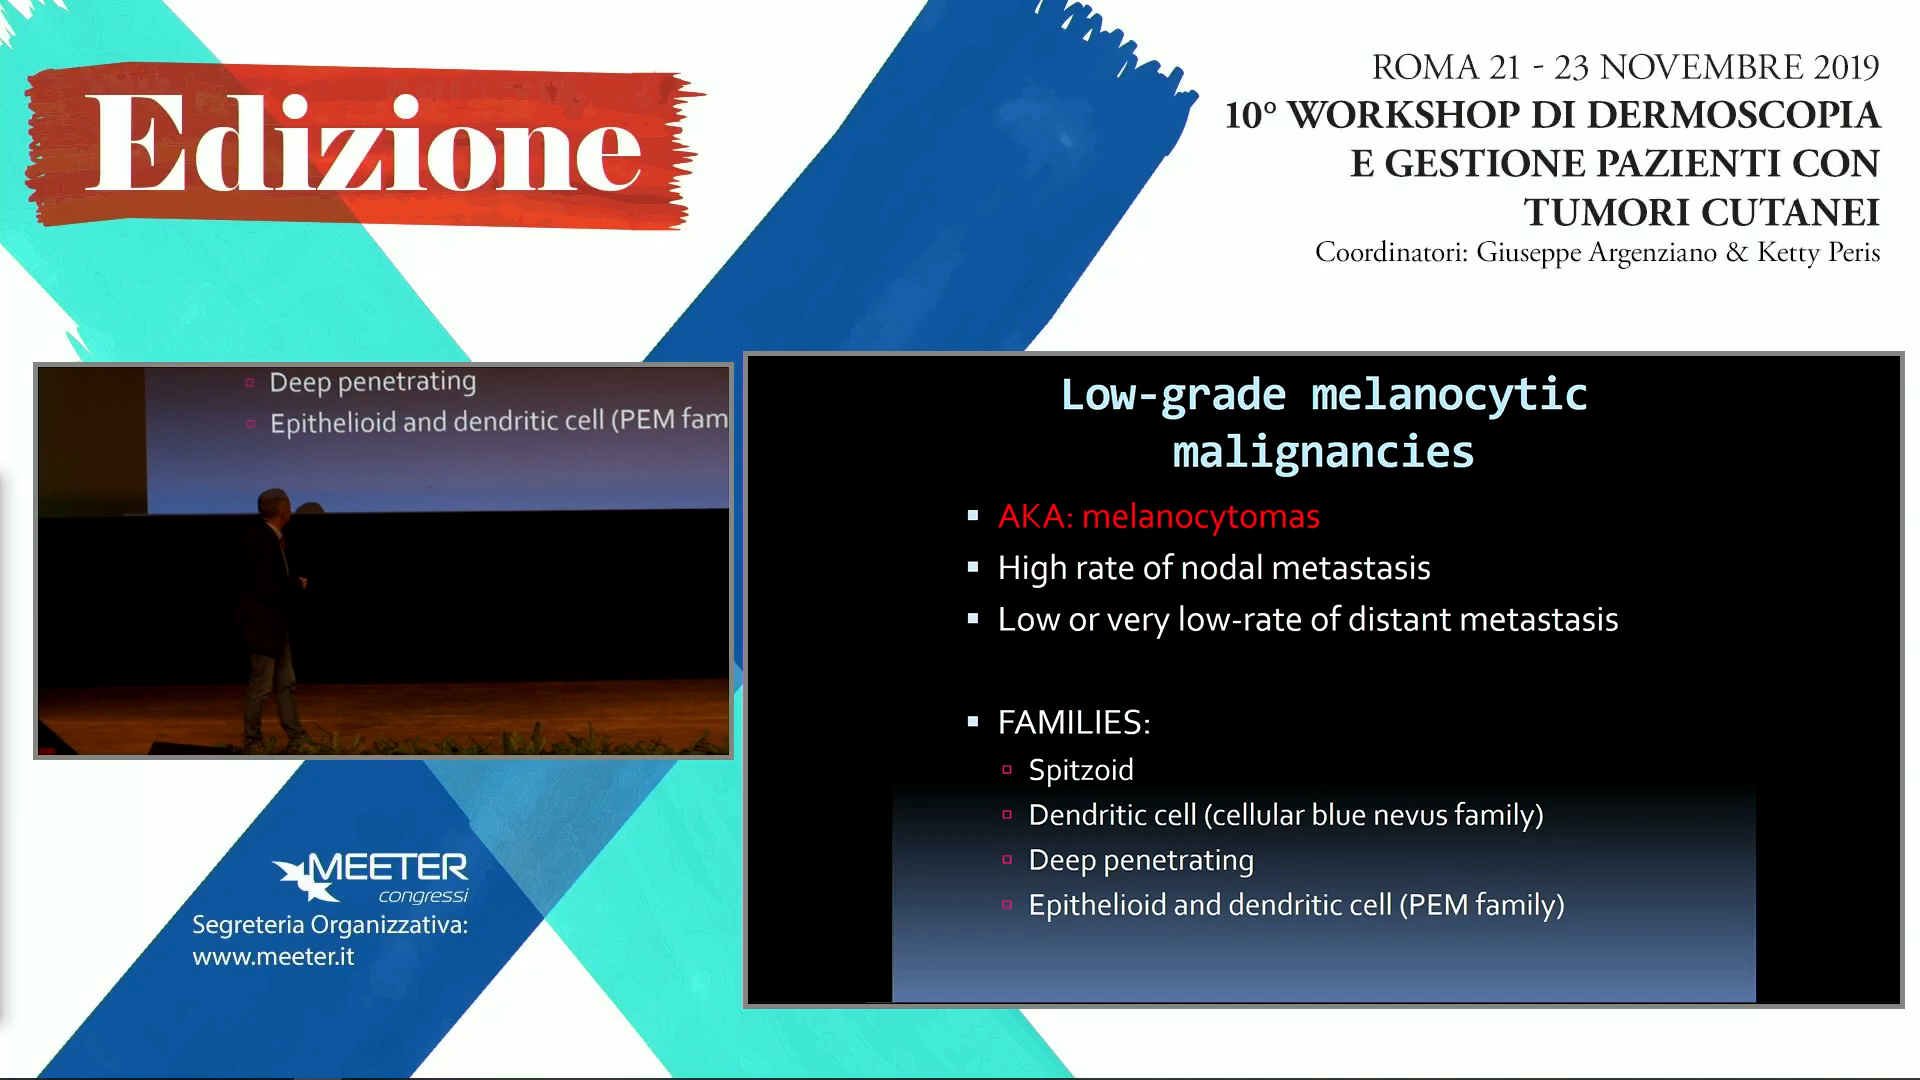 Edizione
ROMA 21 - 23 NOVEMBRE 2019
10° WORKSHOP DI DERMOSCOPIA
E GESTIONE PAZIENTI CON
TUMORI CUTANEI
Coordinatori: Giuseppe Argenziano & Ketty Peris
Deep penetrating
Epithelioid and dendritic cell (PEM fam
Low-grade melanocytic
malignancies
AKA: melanocytomas
High rate of nodal metastasis
Low or very low-rate of distant metastasis
FAMILIES:
Spitzoid
Dendritic cell (cellular blue nevus family)
Deep penetrating
Epithelioid and dendritic cell (PEM family)
MEETER
congressi
Segreteria Organizzativa:
www.meeter.it